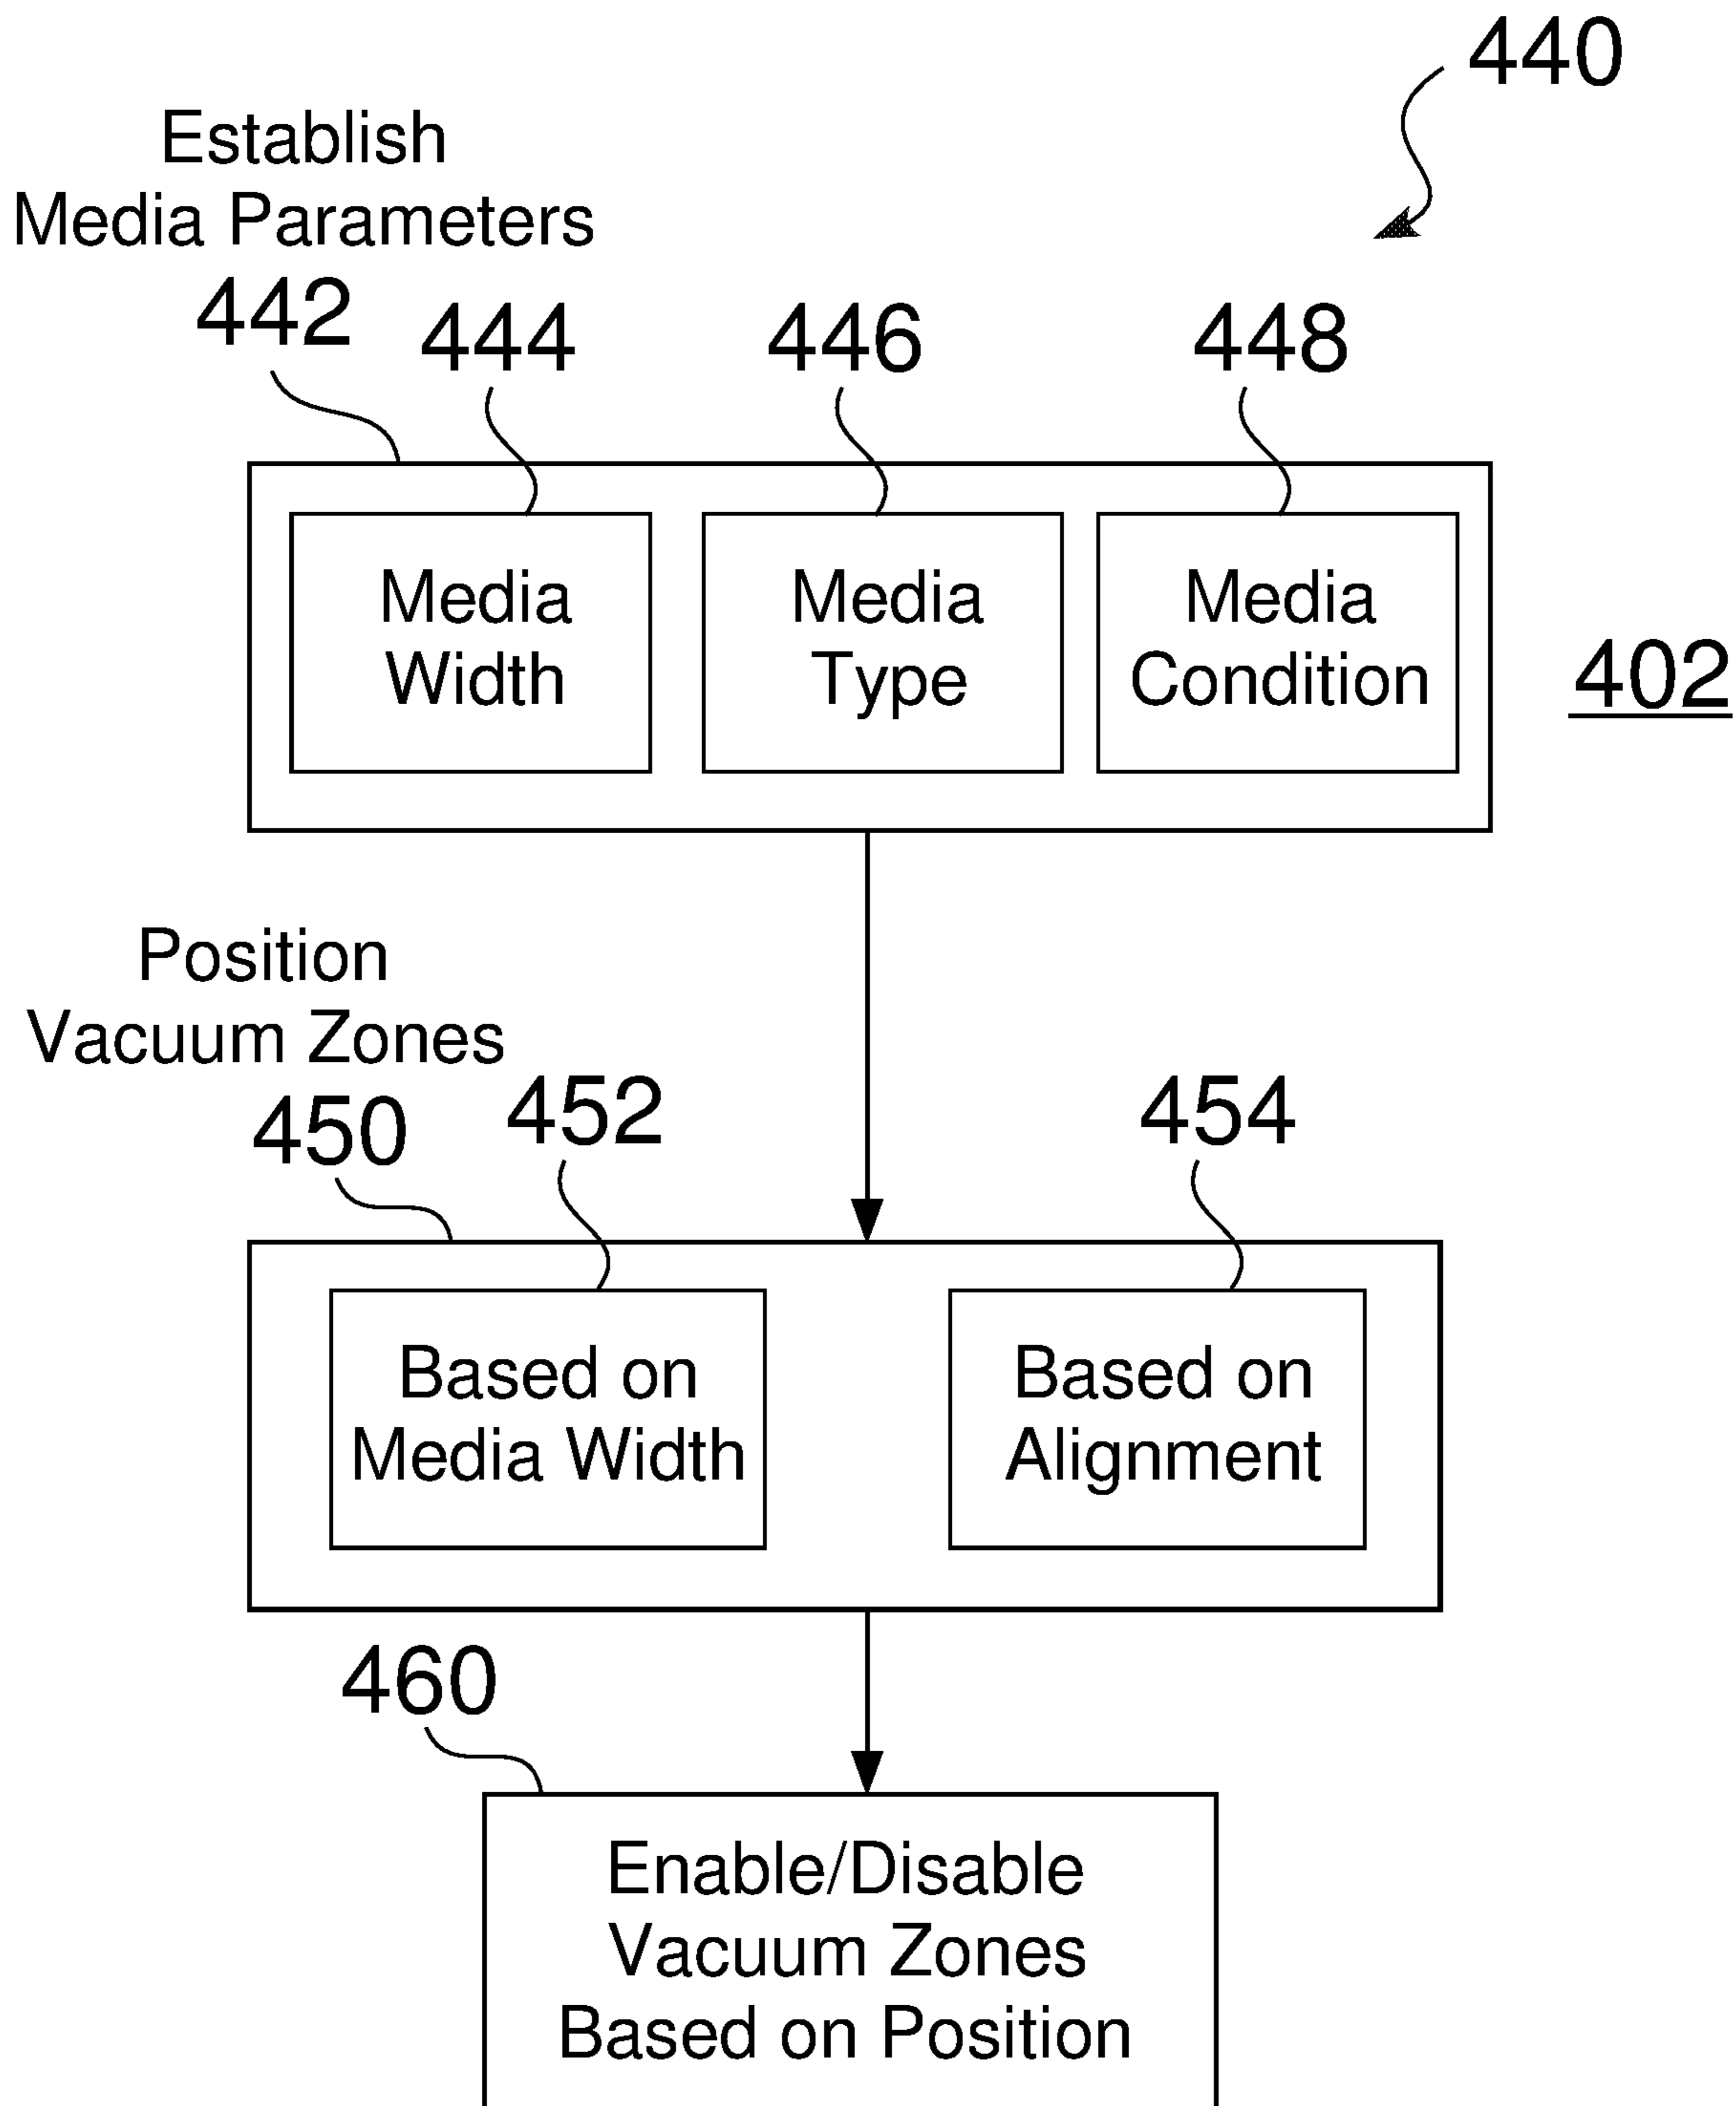 440
Establish
Media Parameters
442
444
446
448
Media
Width
Media
Type
Media
Condition
402
Position
Vacuum Zones
450
452
454
Based on
Media Width
Based on
Alignment
460
Enable/Disable
Vacuum Zones
Based on Position